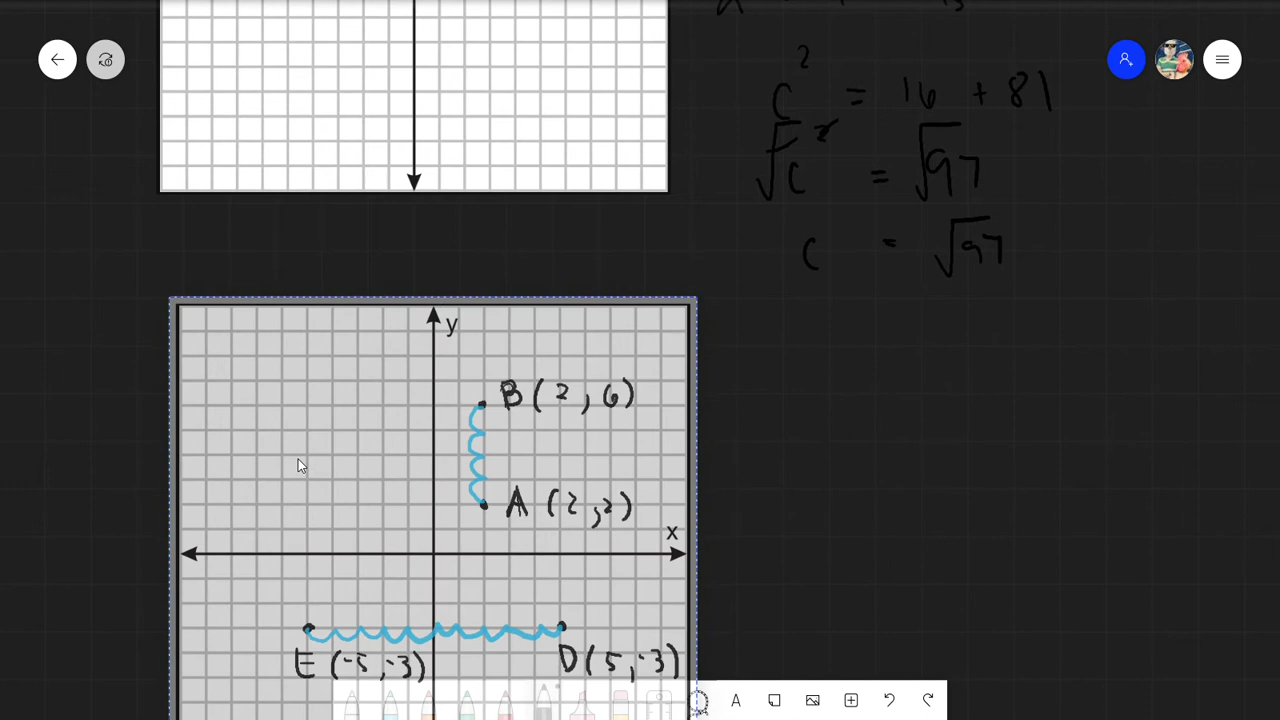 c² = 16 + 81
√c² = √97
c = √97
y
B (2, 6)
A (2,2)
x
E (-5,-3)
D(5,-3)
A